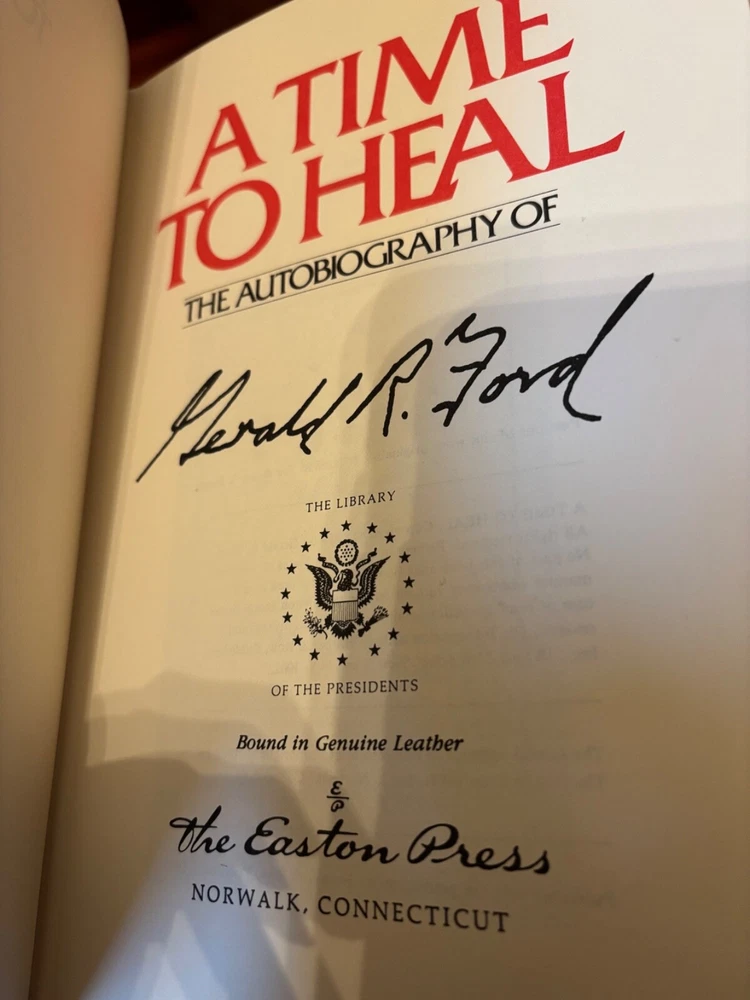 A TIME
TO HEAL
THE AUTOBIOGRAPHY OF
Gerald R. Ford
THE LIBRARY
OF THE PRESIDENTS
Bound in Genuine Leather
E
P
The Easton Press
NORWALK, CONNECTICUT